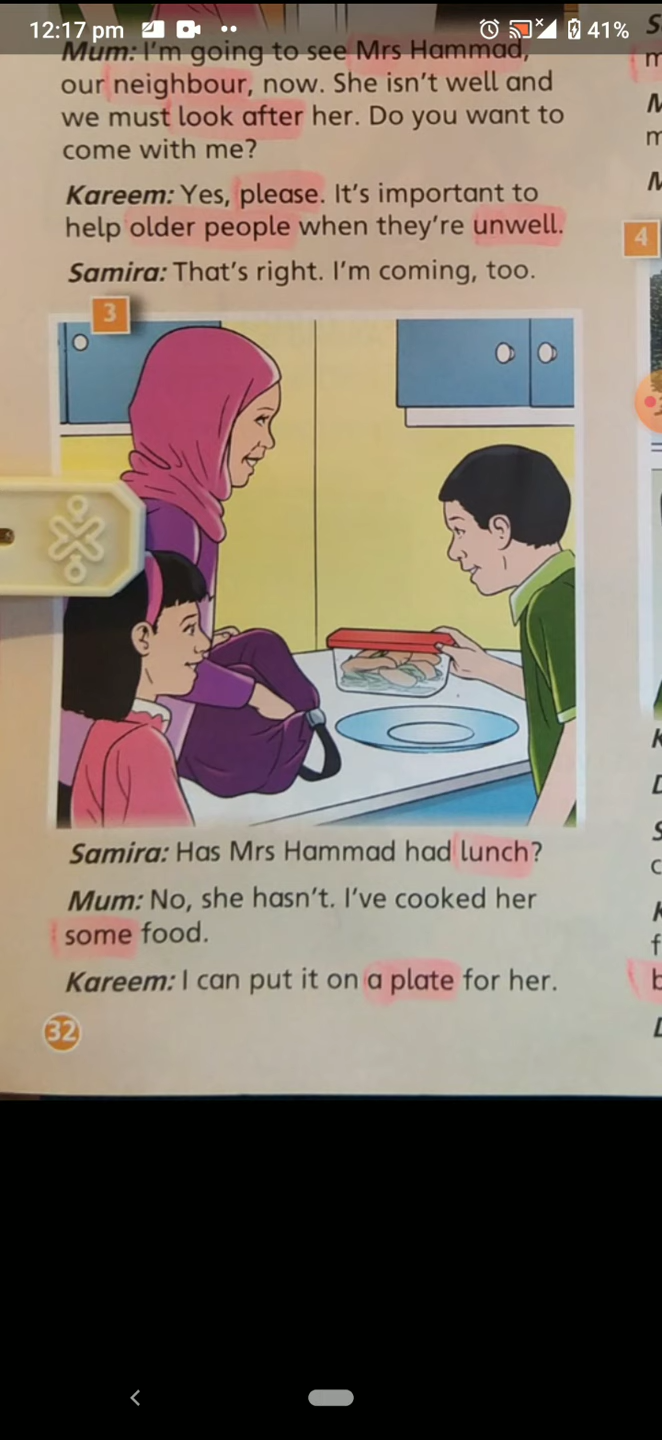 12:17 pm 41%
Mum: I'm going to see Mrs Hammad,
our neighbour, now. She isn't well and
we must look after her. Do you want to
come with me?
Kareem: Yes, please. It's important to
help older people when they're unwell.
Samira: That's right. I'm coming, too.
3
Samira: Has Mrs Hammad had lunch?
Mum: No, she hasn't. I've cooked her
some food.
Kareem: I can put it on a plate for her.
32
4